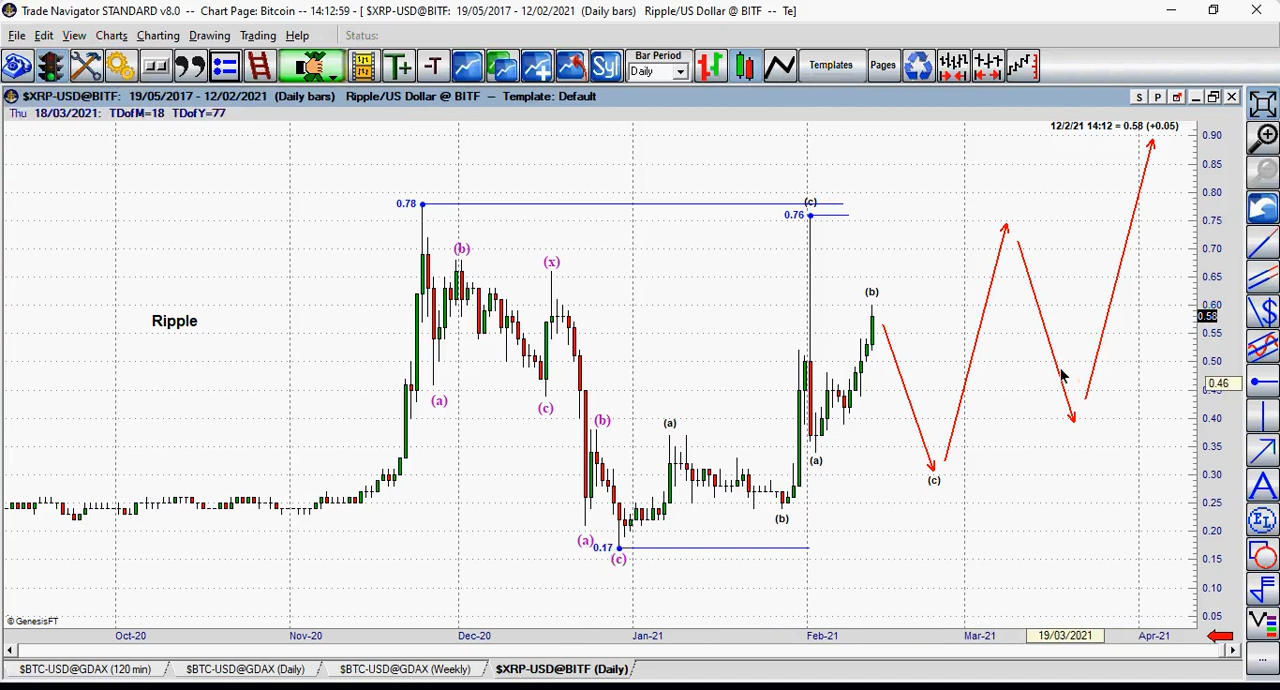 Trade Navigator STANDARD v8.0 -- Chart Page: Bitcoin -- 14:12:59 - [ $XRP-USD@BITF: 19/05/2017 - 12/02/2021 (Daily bars) Ripple/US Dollar @ BITF -- Te]
File Edit View Charts Charting Drawing Trading Help Status:
Bar Period
Daily
T+ -T Sy Templates Pages
$XRP-USD@BITF: 19/05/2017 - 12/02/2021 (Daily bars) Ripple/US Dollar @ BITF -- Template: Default
S P
Thu 18/03/2021: TDofM=18 TDofY=77
12/2/21 14:12 = 0.58 (+0.05)
0.90
0.85
0.80
0.78
(c)
0.76
0.75
(b)
0.70
(x)
0.65
(b)
0.60
0.58
Ripple
0.55
0.50
0.46
(a)
(c)
0.40
(b)
(a)
0.35
(a)
0.30
(c)
0.25
(b)
0.20
(a)
0.17
(c)
0.15
0.10
0.05
© GenesisFT
Oct-20 Nov-20 Dec-20 Jan-21 Feb-21 Mar-21 19/03/2021 Apr-21
$BTC-USD@GDAX (120 min) $BTC-USD@GDAX (Daily) $BTC-USD@GDAX (Weekly) $XRP-USD@BITF (Daily)